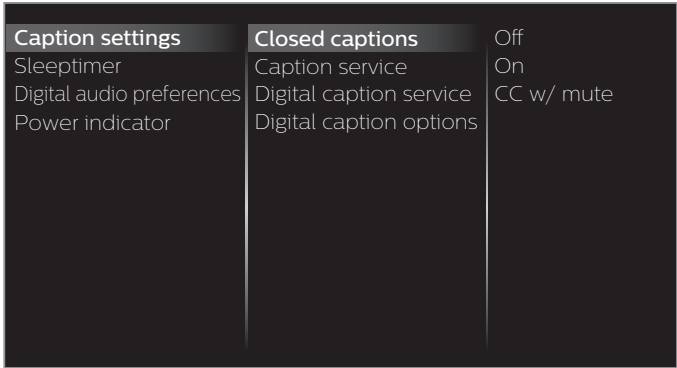 Caption settings
Sleeptimer
Digital audio preferences
Power indicator
Closed captions
Caption service
Digital caption service
Digital caption options
Off
On
CC w/ mute